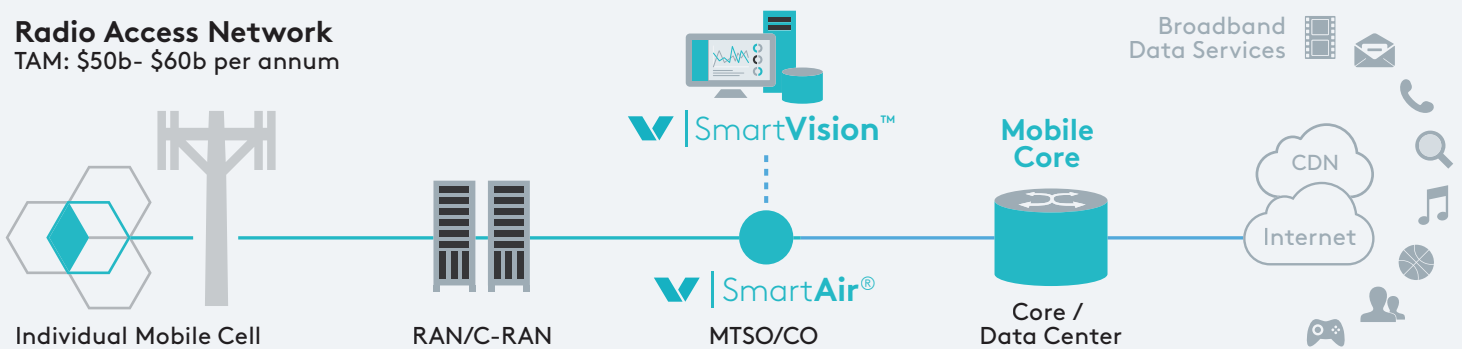 Radio Access Network
TAM: $50b- $60b per annum
Broadband
Data Services
SmartVision™
Mobile
Core
CDN
Internet
SmartAir®
Individual Mobile Cell
RAN/C-RAN
MTSO/CO
Core /
Data Center